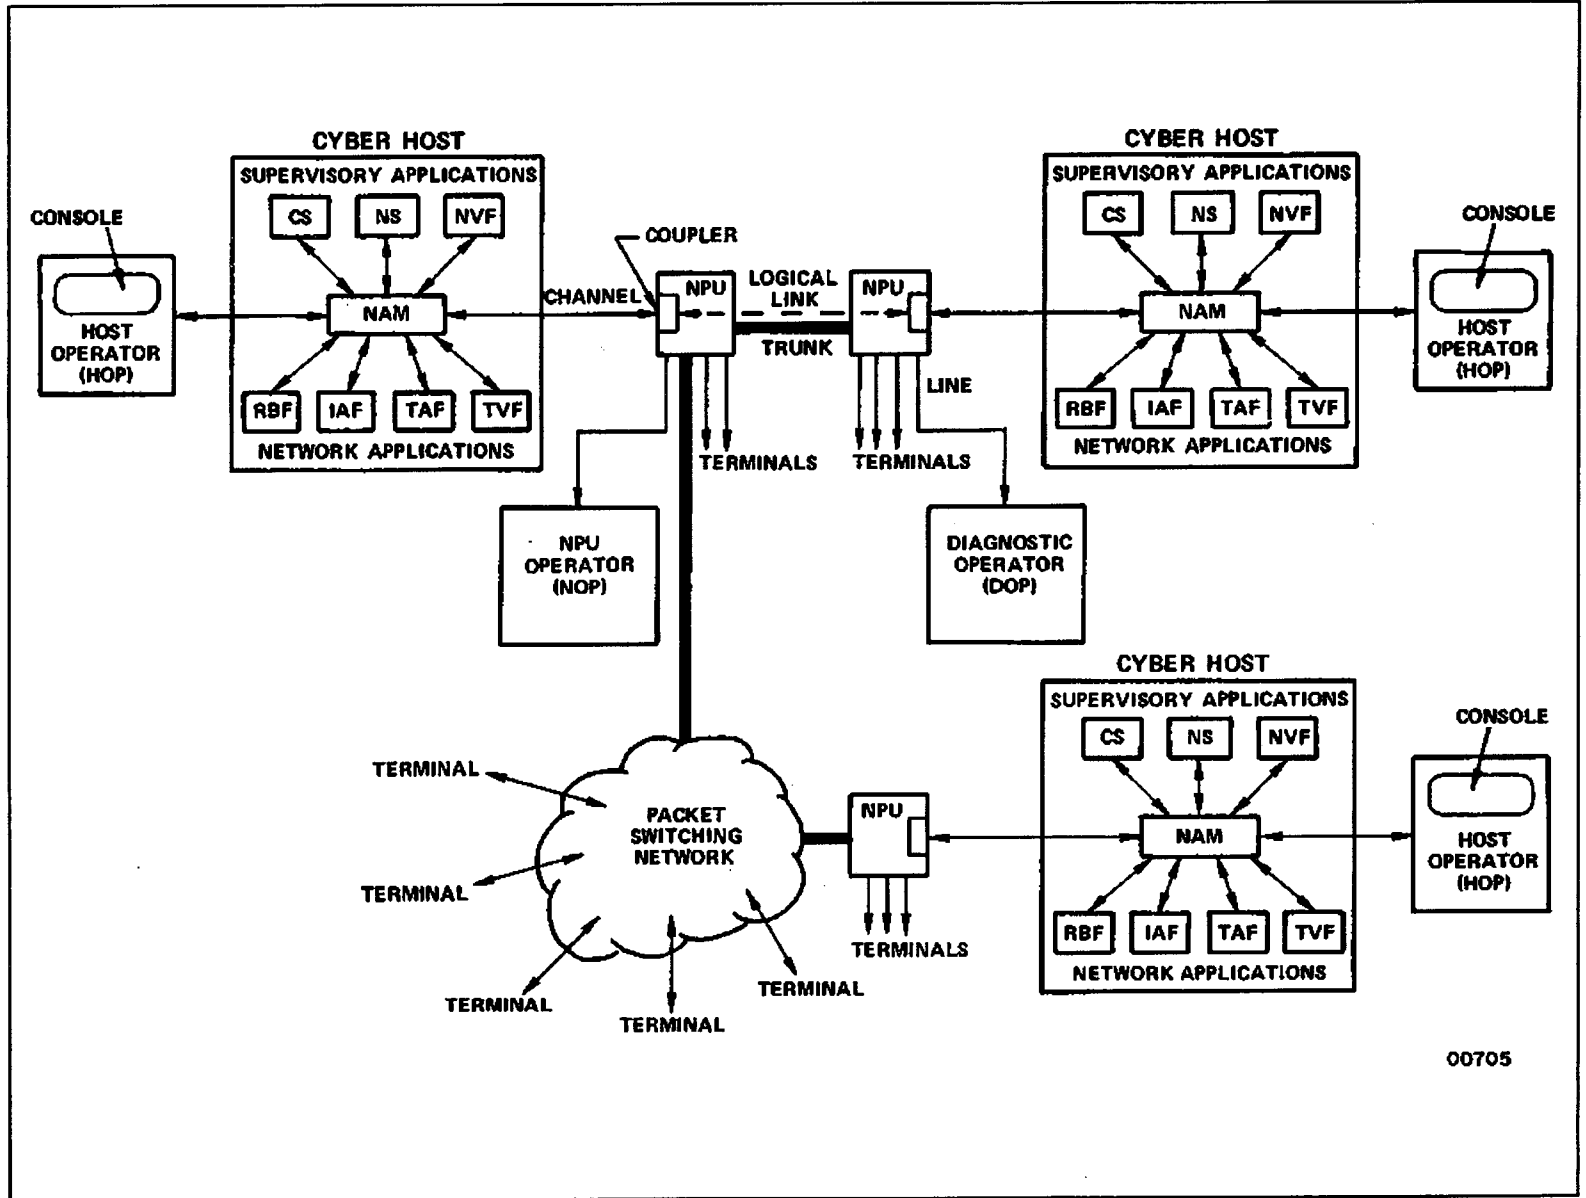 CYBER HOST
SUPERVISORY APPLICATIONS
CS
NS
NVF
NAM
RBF
IAF
TAF
TVF
NETWORK APPLICATIONS
CONSOLE
HOST
OPERATOR
(HOP)
CHANNEL
COUPLER
NPU
LOGICAL
LINK
TRUNK
NPU
LINE
TERMINALS
TERMINALS
CYBER HOST
SUPERVISORY APPLICATIONS
CS
NS
NVF
NAM
RBF
IAF
TAF
TVF
NETWORK APPLICATIONS
CONSOLE
HOST
OPERATOR
(HOP)
NPU
OPERATOR
(NOP)
DIAGNOSTIC
OPERATOR
(DOP)
TERMINAL
TERMINAL
TERMINAL
TERMINAL
TERMINAL
PACKET
SWITCHING
NETWORK
NPU
TERMINALS
CYBER HOST
SUPERVISORY APPLICATIONS
CS
NS
NVF
NAM
RBF
IAF
TAF
TVF
NETWORK APPLICATIONS
CONSOLE
HOST
OPERATOR
(HOP)
00705